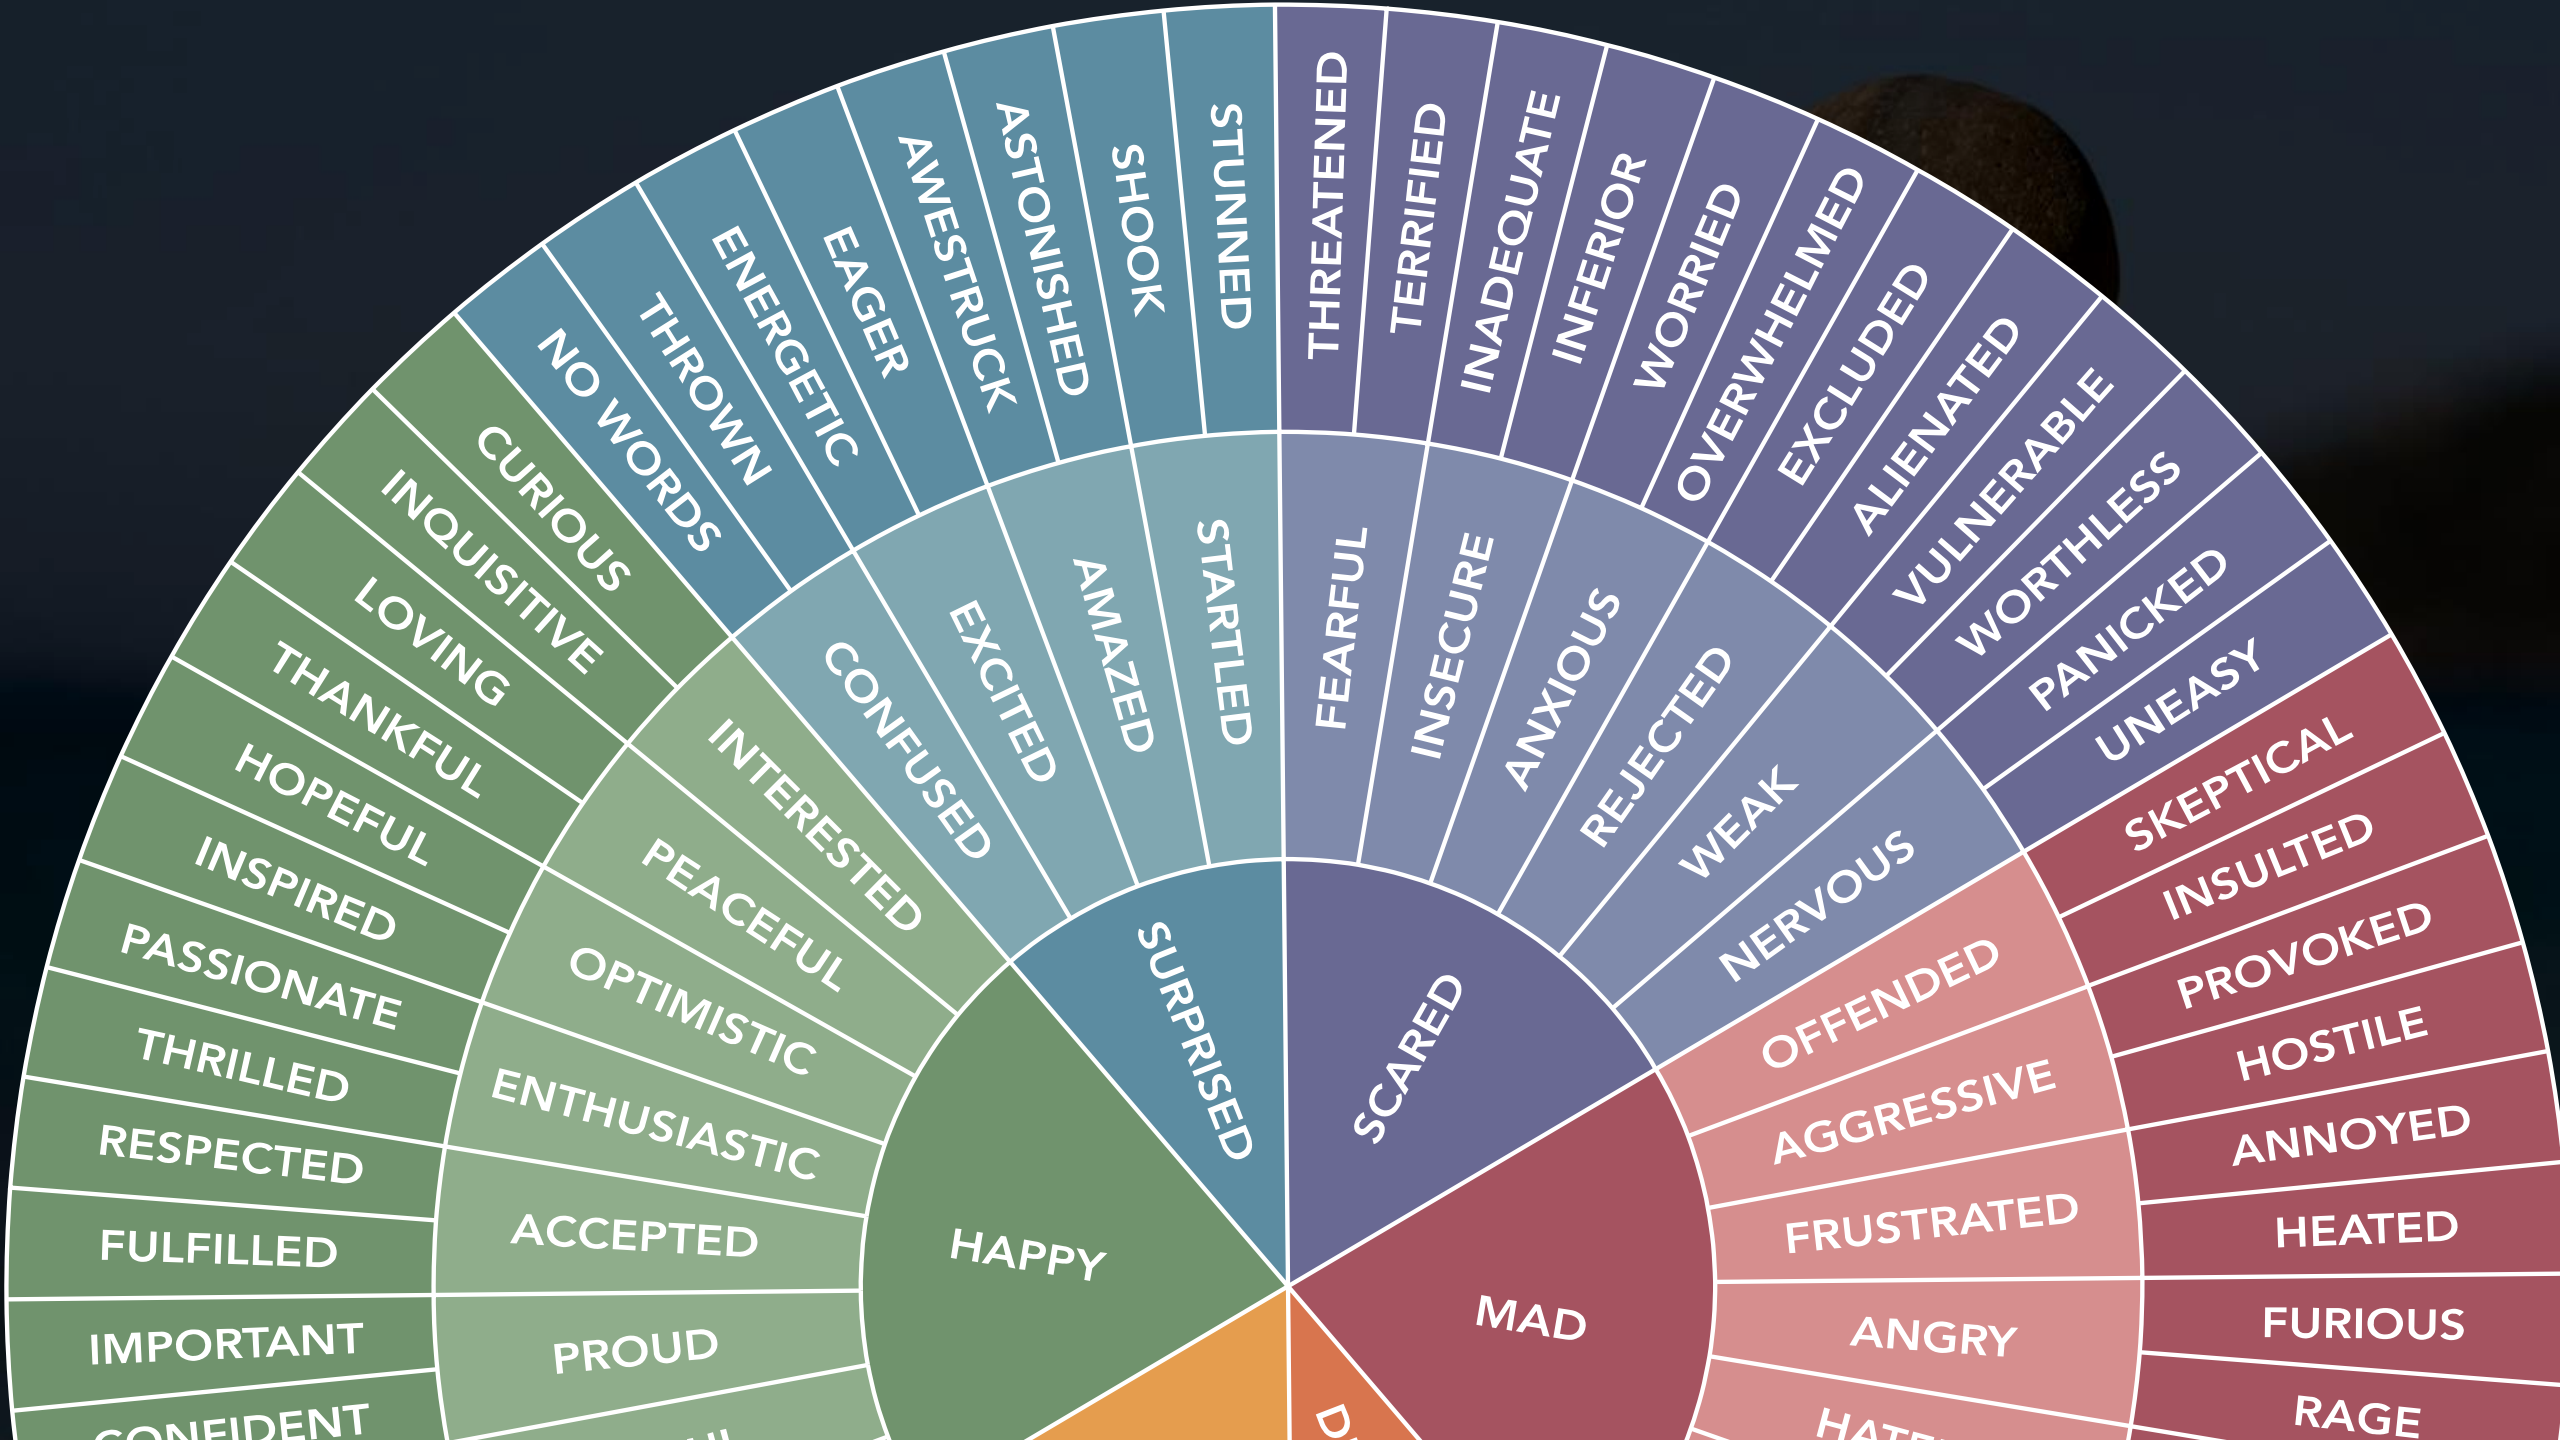 THREATENED
TERRIFIED
INADEQUATE
INFERIOR
WORRIED
OVERWHELMED
EXCLUDED
ALIENATED
VULNERABLE
WORTHLESS
PANICKED
UNEASY
SKEPTICAL
INSULTED
PROVOKED
HOSTILE
ANNOYED
HEATED
FURIOUS
RAGE
STUNNED
SHOOK
ASTONISHED
AWESTRUCK
EAGER
ENERGETIC
THROWN
NO WORDS
CURIOUS
INQUISITIVE
LOVING
THANKFUL
HOPEFUL
INSPIRED
PASSIONATE
THRILLED
RESPECTED
FULFILLED
IMPORTANT
CONFIDENT
FEARFUL
INSECURE
ANXIOUS
REJECTED
WEAK
NERVOUS
OFFENDED
AGGRESSIVE
FRUSTRATED
ANGRY
STARTLED
AMAZED
EXCITED
CONFUSED
INTERESTED
PEACEFUL
OPTIMISTIC
ENTHUSIASTIC
ACCEPTED
PROUD
SURPRISED
SCARED
HAPPY
MAD